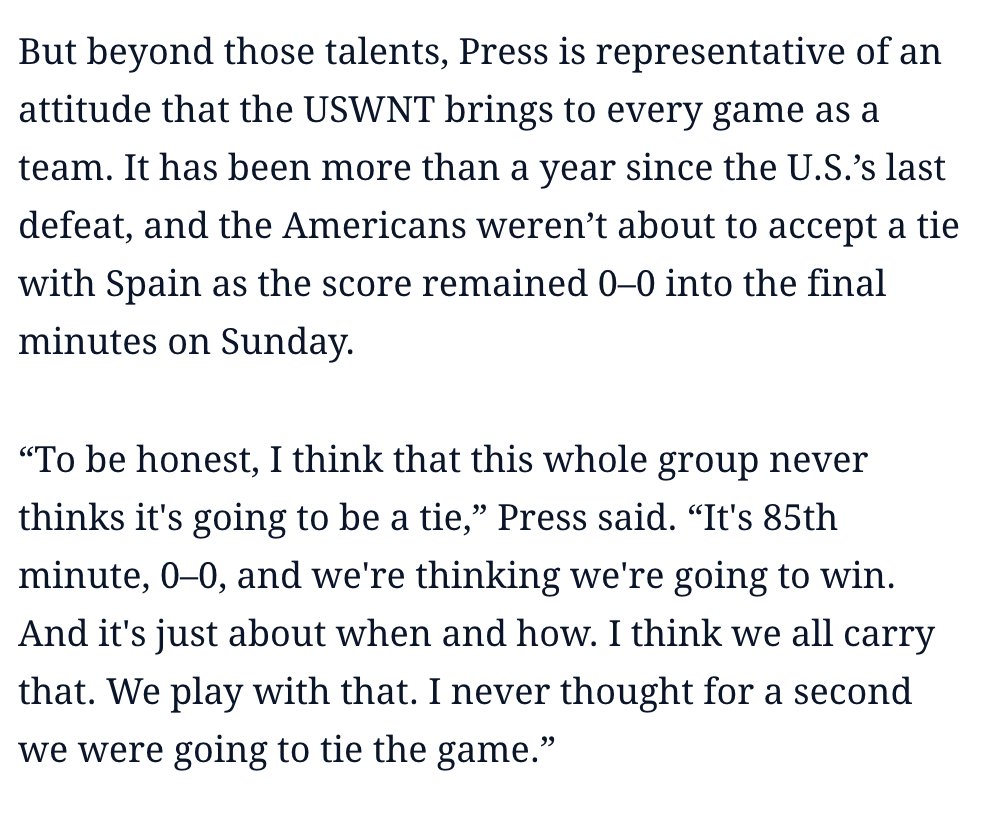 But beyond those talents, Press is representative of an
attitude that the USWNT brings to every game as a
team. It has been more than a year since the U.S.’s last
defeat, and the Americans weren’t about to accept a tie
with Spain as the score remained 0–0 into the final
minutes on Sunday.
“To be honest, I think that this whole group never
thinks it's going to be a tie,” Press said. “It's 85th
minute, 0–0, and we're thinking we're going to win.
And it's just about when and how. I think we all carry
that. We play with that. I never thought for a second
we were going to tie the game.”